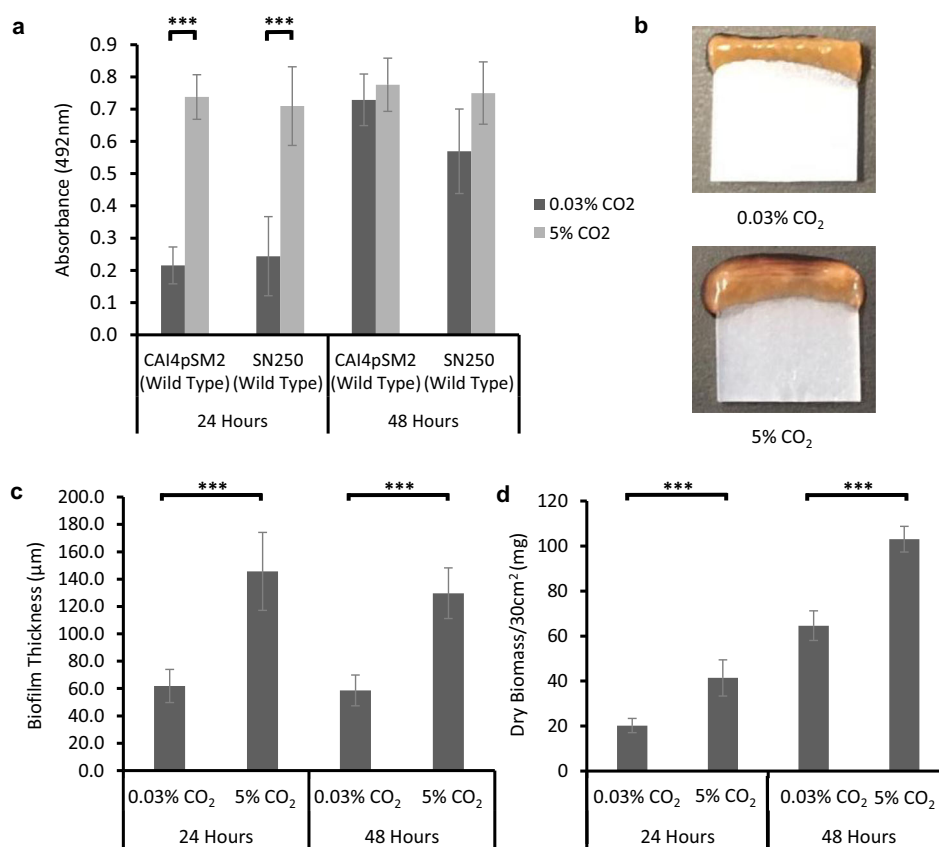 a
***
***
0.9
0.8
0.7
0.6
0.5
0.4
0.3
0.2
0.1
0.0
Absorbance (492nm)
CAI4pSM2 (Wild Type)
SN250 (Wild Type)
CAI4pSM2 (Wild Type)
SN250 (Wild Type)
24 Hours
48 Hours
0.03% CO2
5% CO2
b
0.03% CO₂
5% CO₂
c
***
***
200.0
180.0
160.0
140.0
120.0
100.0
80.0
60.0
40.0
20.0
0.0
Biofilm Thickness (µm)
0.03% CO₂
5% CO₂
0.03% CO₂
5% CO₂
24 Hours
48 Hours
d
***
***
120
100
80
60
40
20
0
Dry Biomass/30cm² (mg)
0.03% CO₂
5% CO₂
0.03% CO₂
5% CO₂
24 Hours
48 Hours